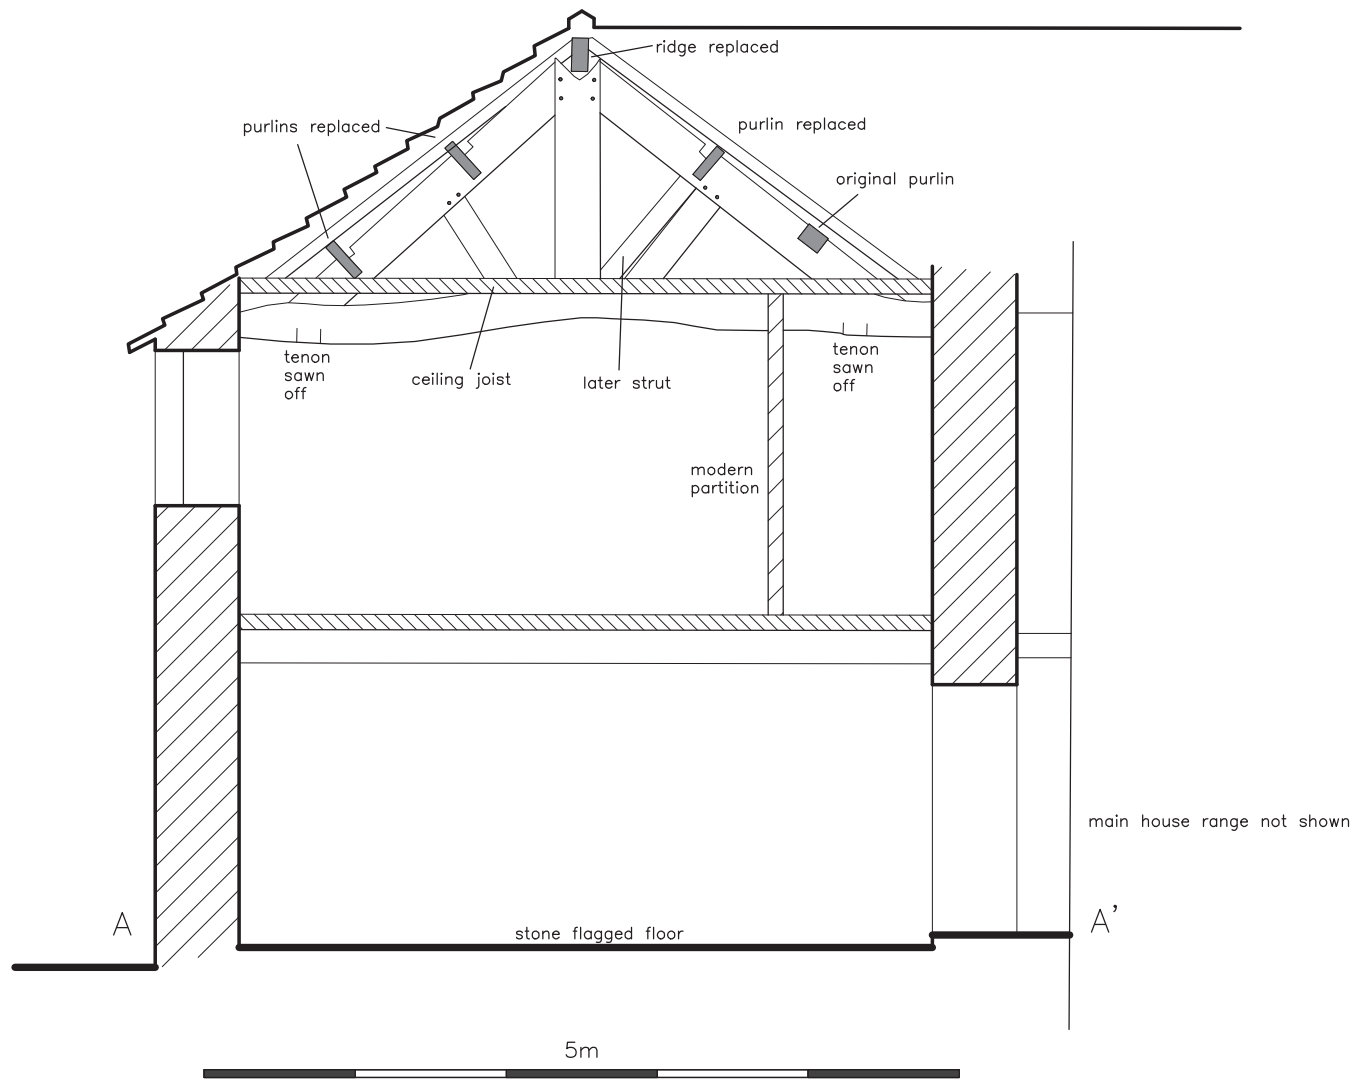 ridge replaced
purlins replaced
purlin replaced
original purlin
tenon
sawn
off
ceiling joist
later strut
tenon
sawn
off
modern
partition
main house range not shown
A
A’
stone flagged floor
5m